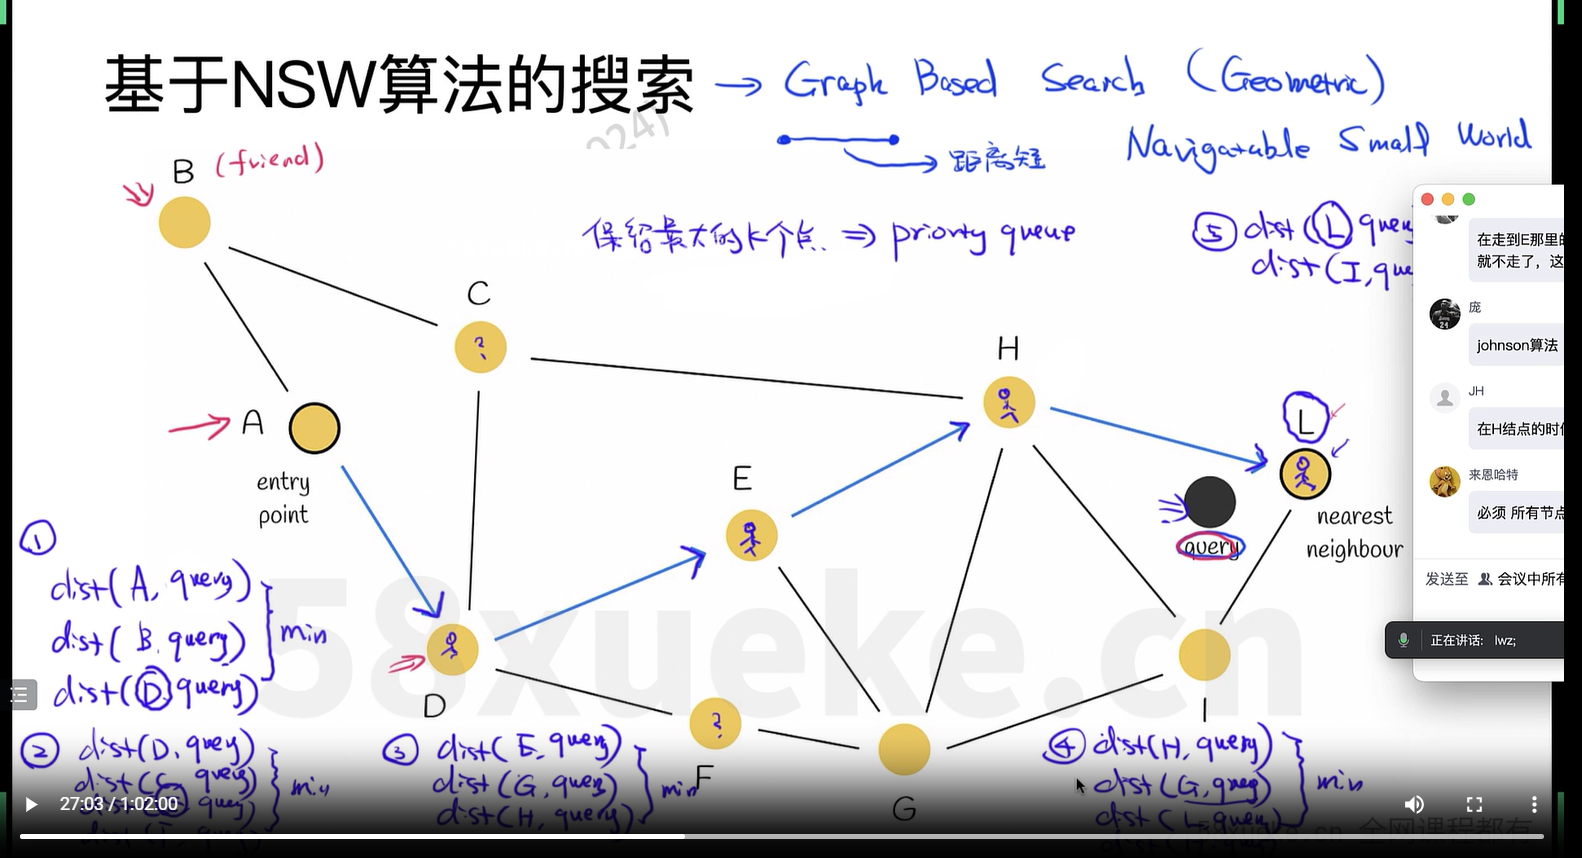 基于NSW算法的搜索 → Graph Based Search (Geometric)
Navigatable Small World
距离短
B (friend)
保留最大的K个点. ⇒ priorty queue
⑤ dist(L query
dist(I, que
C
H
A
entry
point
E
L
nearest
neighbour
query
① dist(A, query)
dist(B, query)
dist(D, query)
min
D
F
G
I
② dist(D, query)
dist(C, query)
query)
min
③ dist(E, query)
dist(G, query)
dist(H, query)
min
④ dist(H, query)
dist(G, query)
dist(L, query)
min
58xueke.cn
在走到E那里的
就不走了，这
庞
johnson算法
JH
在H结点的时
来恩哈特
必须 所有节点
发送至 会议中所有
正在讲话: lwz;
27:03 / 1:02:00
58xueke.cn 全网课程都有